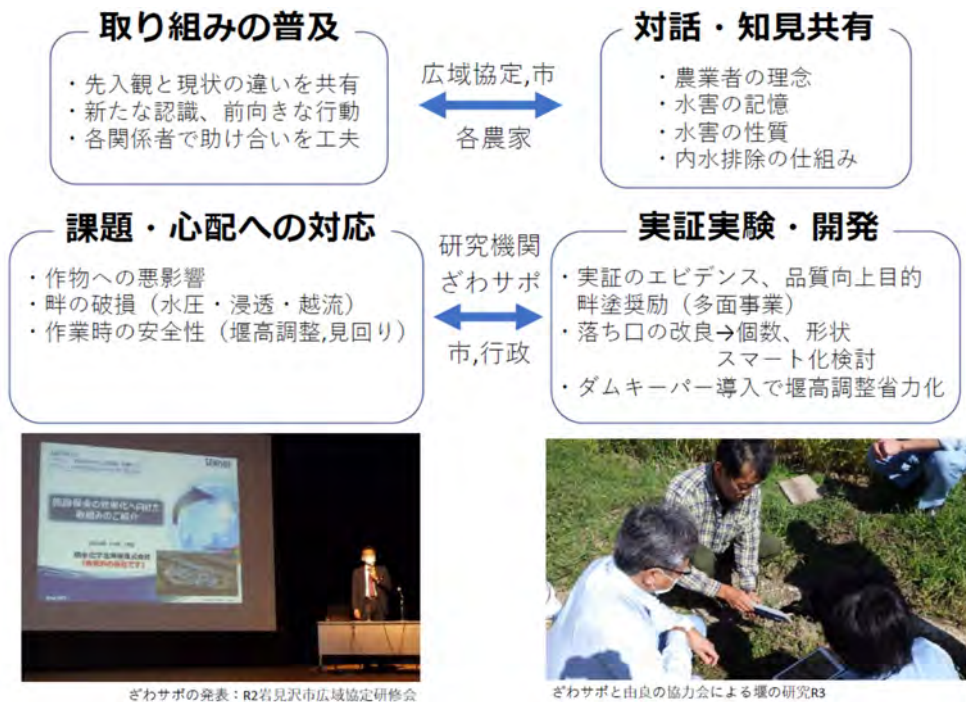 取り組みの普及
・先入観と現状の違いを共有
・新たな認識、前向きな行動
・各関係者で助け合いを工夫
広域協定,市
各農家
対話・知見共有
・農業者の理念
・水害の記憶
・水害の性質
・内水排除の仕組み
課題・心配への対応
・作物への悪影響
・畔の破損（水圧・浸透・越流）
・作業時の安全性（堰高調整,見回り）
研究機関
ざわサポ
市,行政
実証実験・開発
・実証のエビデンス、品質向上目的
畔塗奨励（多面事業）
・落ち口の改良→個数、形状
スマート化検討
・ダムキーパー導入で堰高調整省力化
取組みのご紹介
ざわサポの発表：R2岩見沢市広域協定研修会
ざわサポと由良の協力会による堰の研究R3